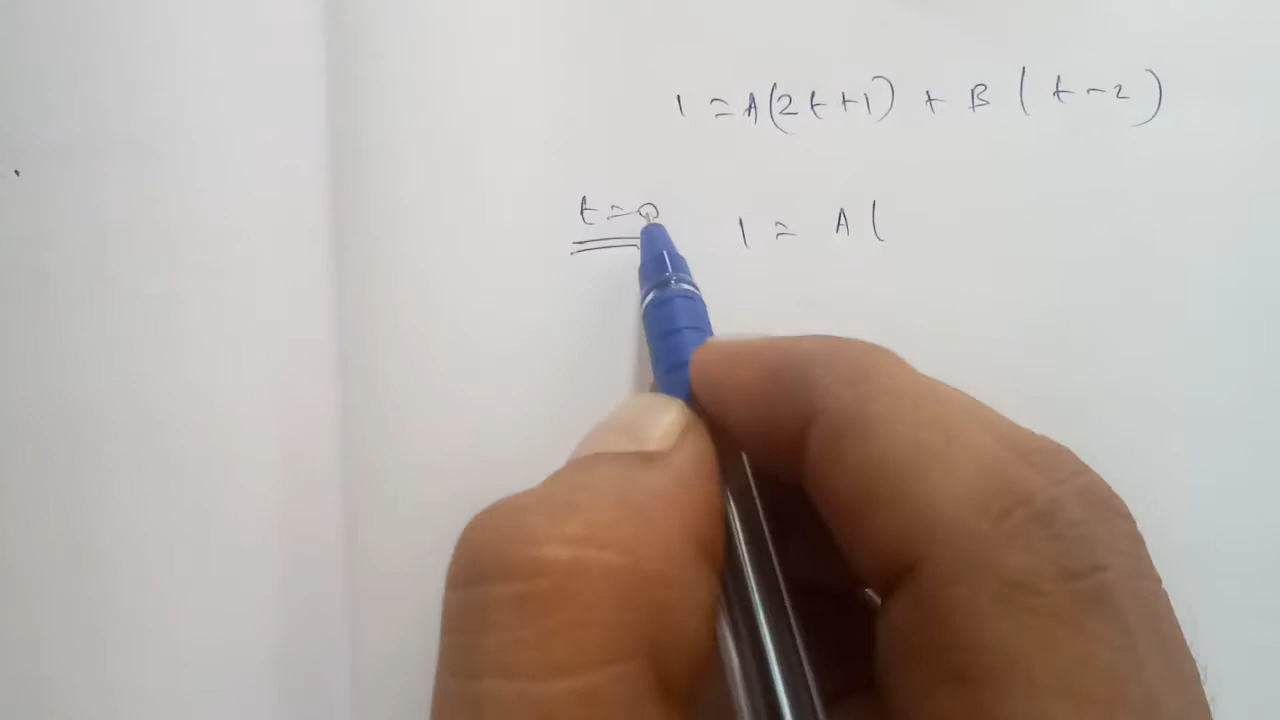 1 = A(2t+1) + B(t-2)
t=0 1 = A(